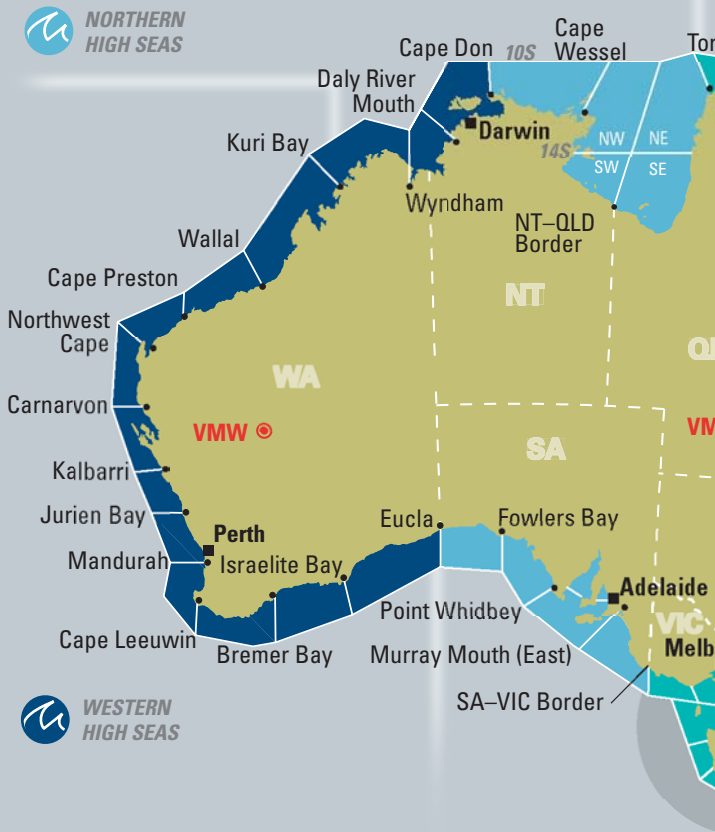 NORTHERN
HIGH SEAS
Cape
Wessel
Cape Don
10S
Daly River
Mouth
Darwin
NW
NE
14S
SW
SE
Kuri Bay
Wyndham
NT–QLD
Border
Wallal
Cape Preston
NT
Northwest
Cape
WA
Carnarvon
VMW
SA
Kalbarri
Jurien Bay
Eucla
Fowlers Bay
Perth
Mandurah
Israelite Bay
Adelaide
Point Whidbey
VIC
Cape Leeuwin
Bremer Bay
Murray Mouth (East)
SA–VIC Border
WESTERN
HIGH SEAS